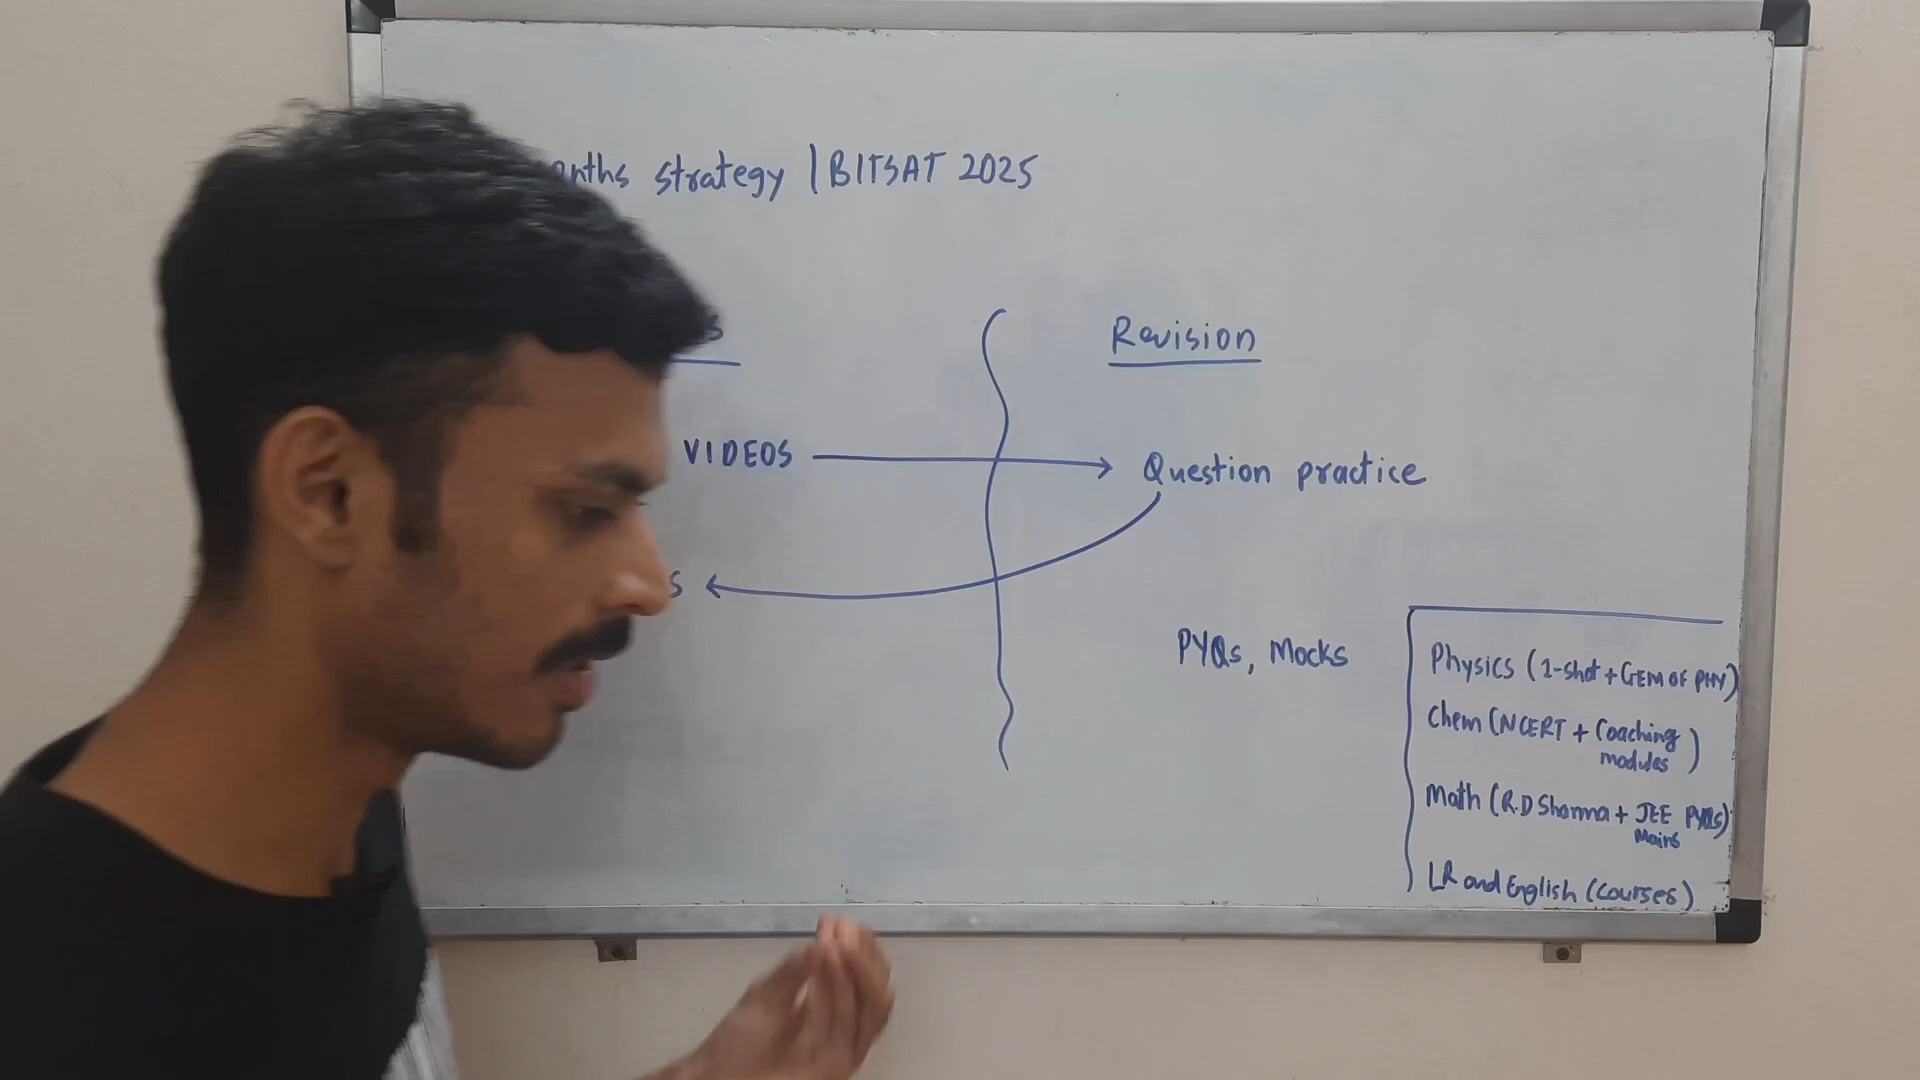 strategy | BITSAT 2025
Revision
VIDEOS
Question practice
PYQs, Mocks
Physics (1-shot + GEM OF PHY)
Chem (NCERT + Coaching modules)
Math (R.D Sharma + JEE Mains PYQs)
LR and English (Courses)